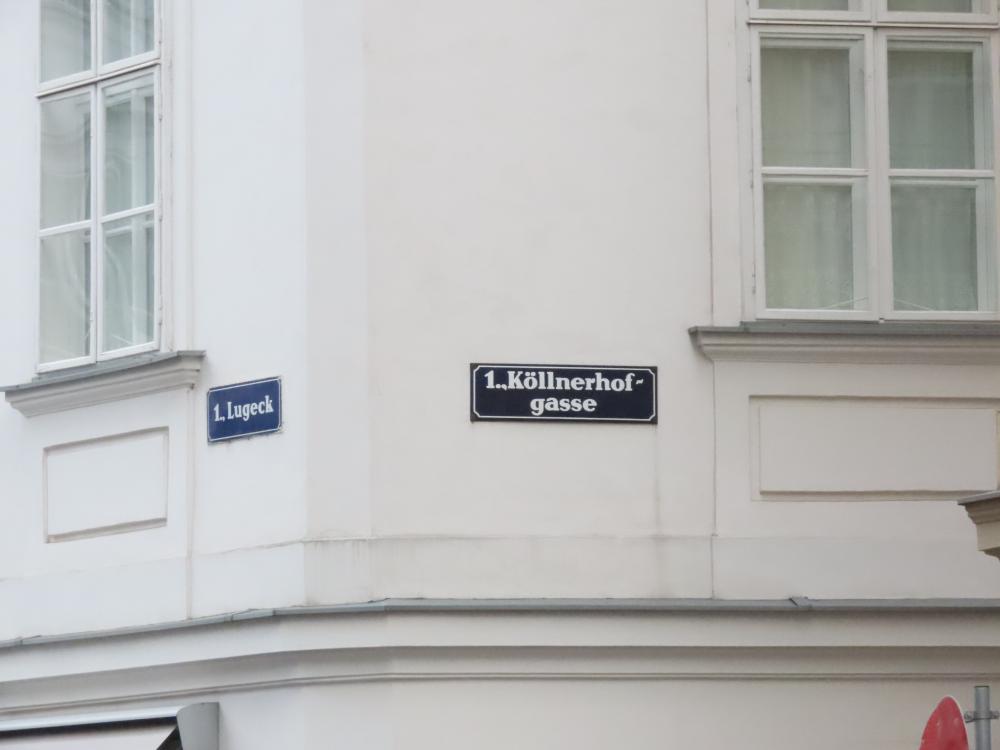 1., Lugeck
1., Köllnerhof-
gasse